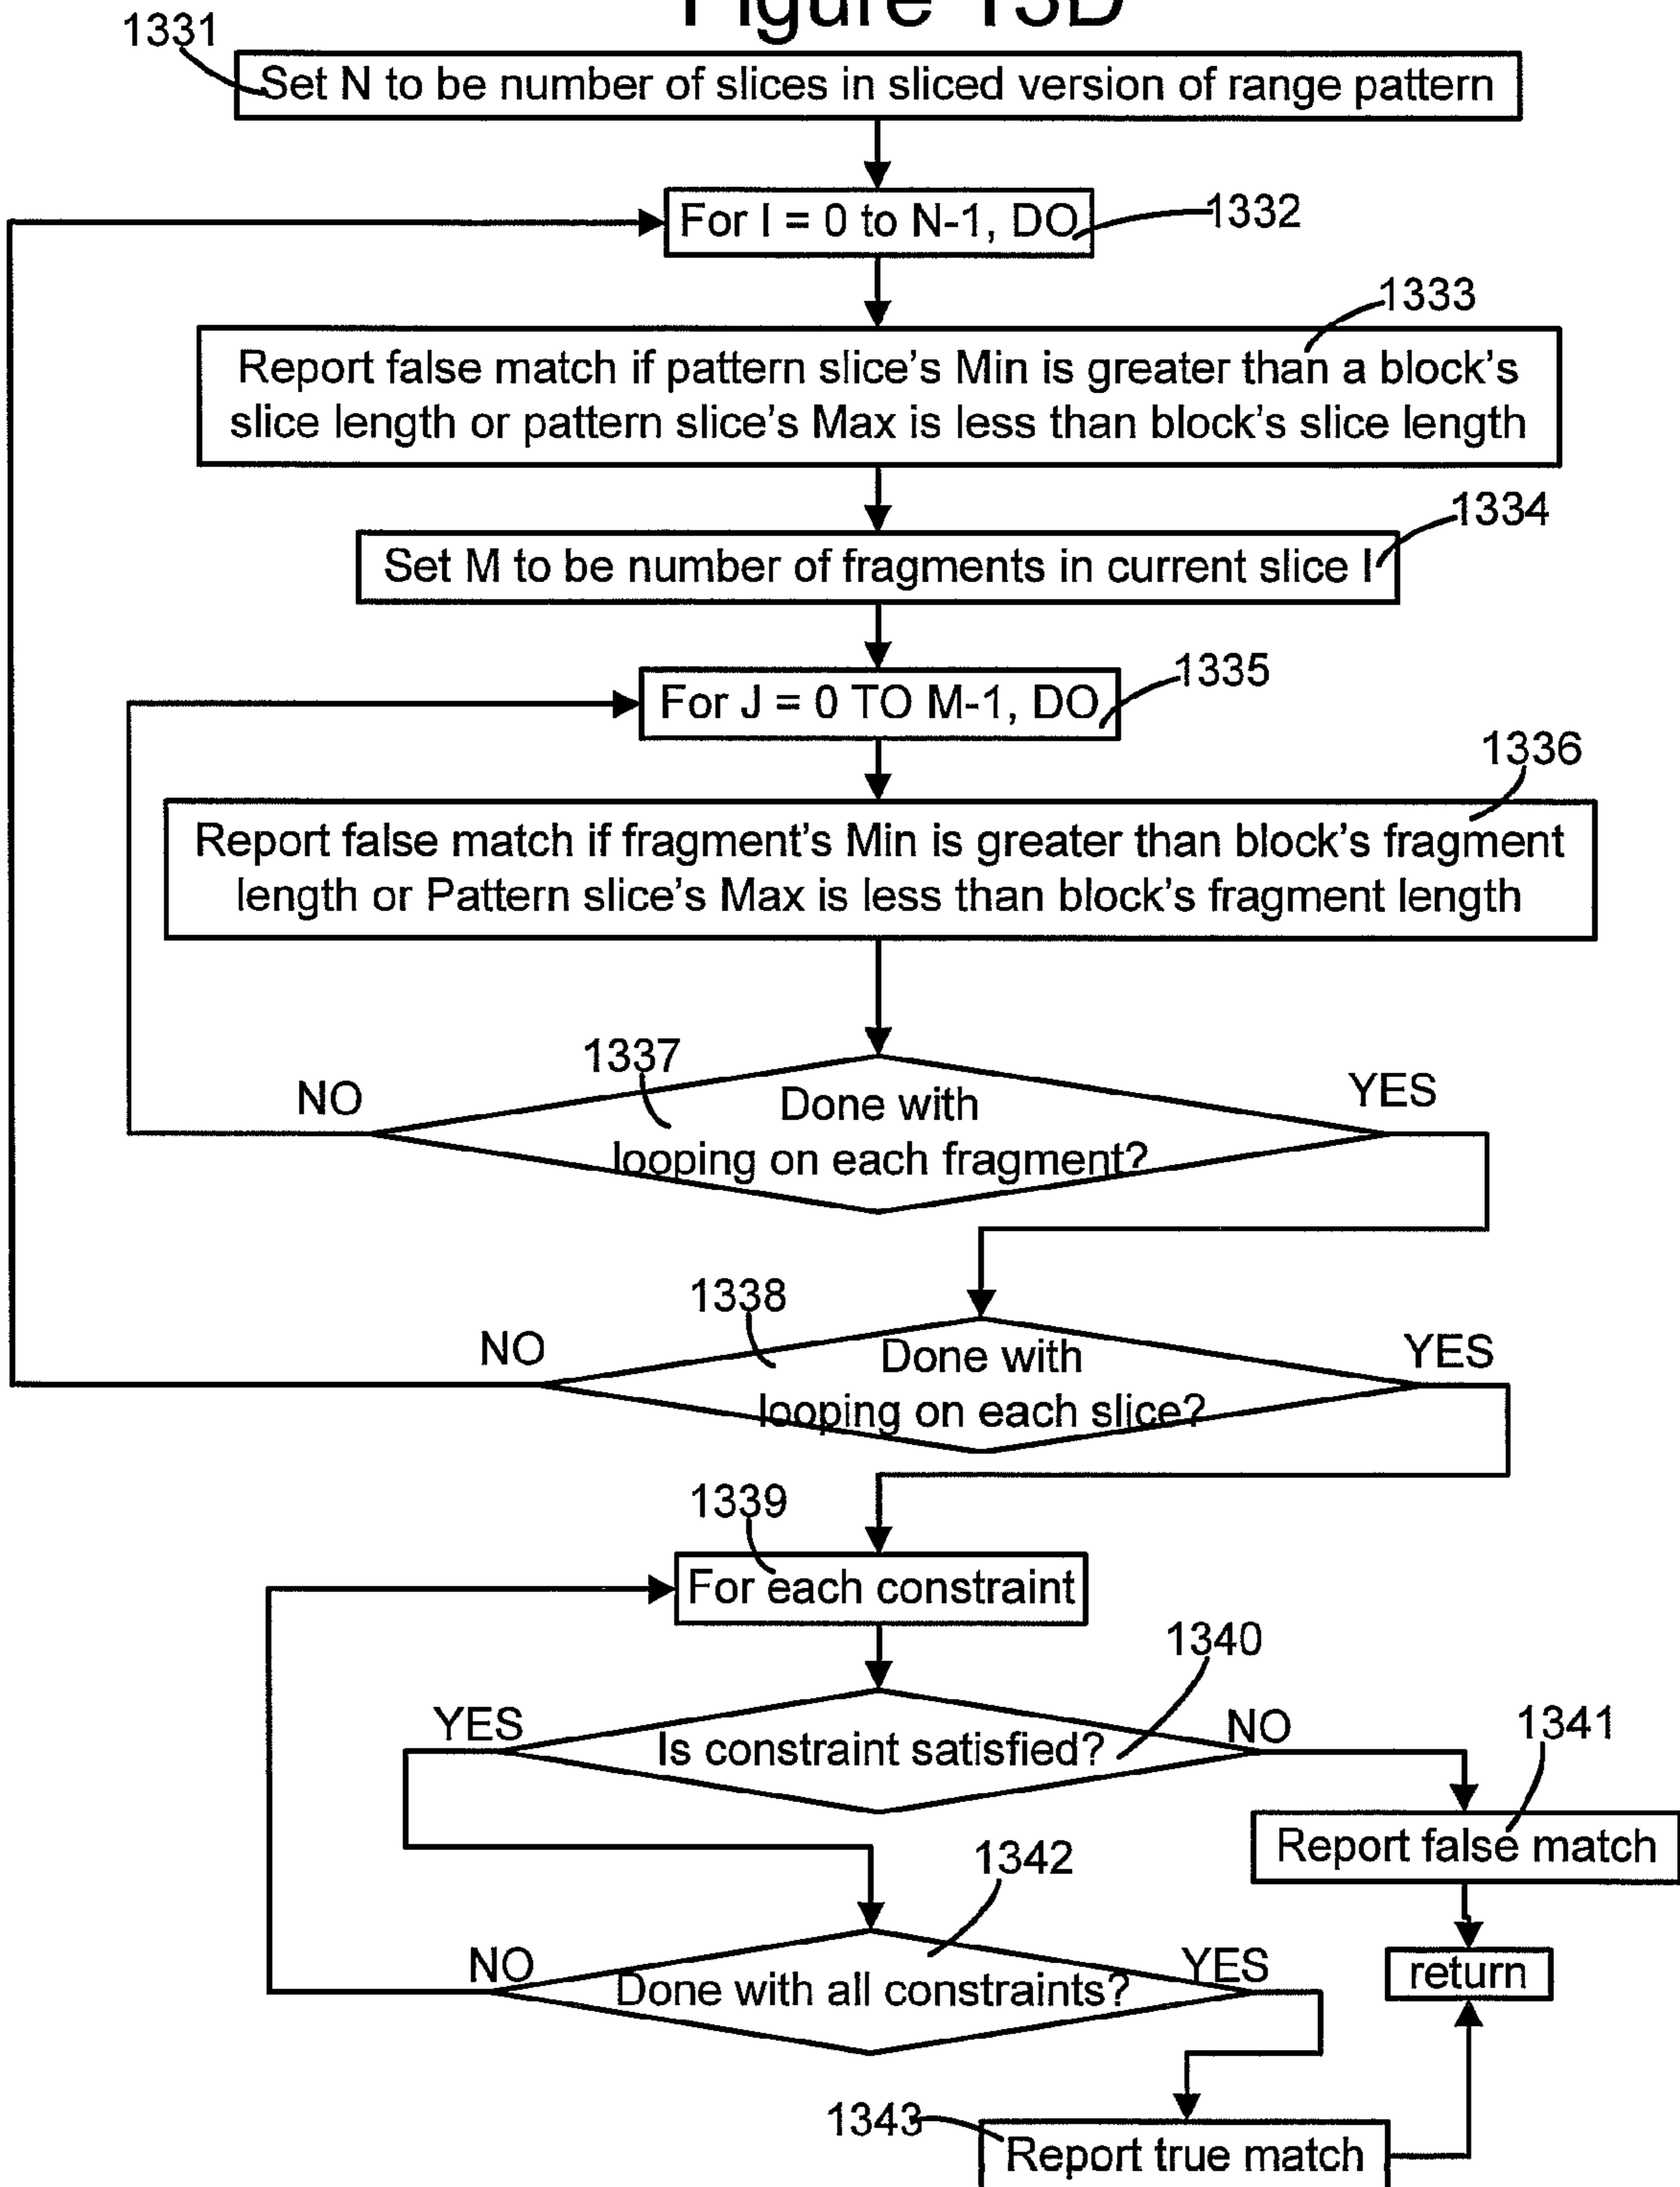 Figure 13D
1331
Set N to be number of slices in sliced version of range pattern
For I = 0 to N-1, DO
1332
1333
Report false match if pattern slice's Min is greater than a block's
slice length or pattern slice's Max is less than block's slice length
1334
Set M to be number of fragments in current slice I
1335
For J = 0 TO M-1, DO
1336
Report false match if fragment's Min is greater than block's fragment
length or Pattern slice's Max is less than block's fragment length
1337
NO
YES
Done with
looping on each fragment?
1338
NO
YES
Done with
looping on each slice?
1339
For each constraint
1340
YES
NO
Is constraint satisfied?
1341
Report false match
1342
NO
YES
Done with all constraints?
return
1343
Report true match